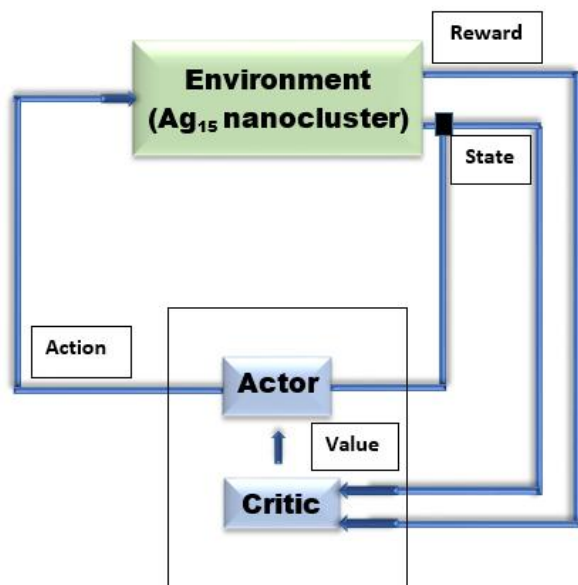 Reward
Environment
(Ag₁₅ nanocluster)
State
Action
Actor
Value
Critic